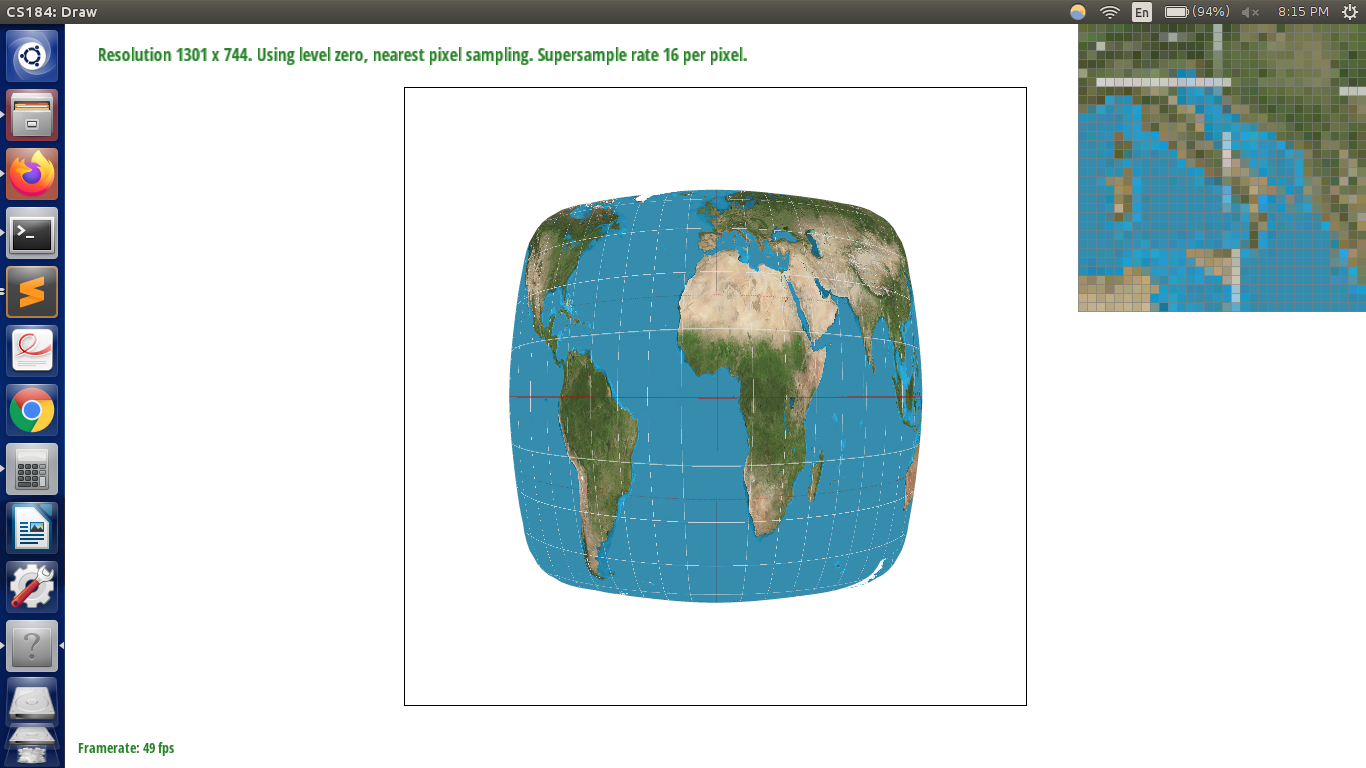 CS184: Draw
En
(94%)
8:15 PM
Resolution 1301 x 744. Using level zero, nearest pixel sampling. Supersample rate 16 per pixel.
>_
?
Framerate: 49 fps